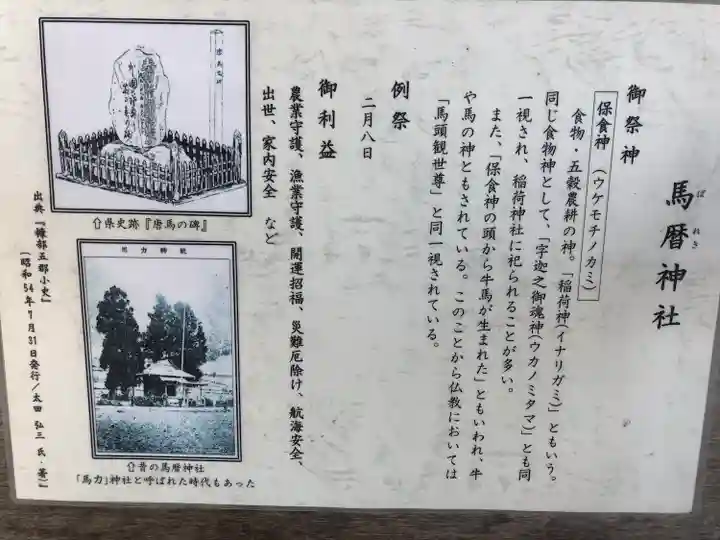 馬暦神社
ばれき
御祭神
保食神(ウケモチノカミ)
食物・五穀農耕の神。「稲荷神(イナリガミ)」ともいう。
同じ食物神として、「宇迦之御魂神(ウカノミタマ)」とも同
一視され、稲荷神社に祀られることが多い。
また、「保食神の頭から牛馬が生まれた」ともいわれ、牛
や馬の神ともされている。このことから仏教においては
「馬頭観世尊」と同一視されている。
例祭
二月八日
御利益
農業守護、漁業守護、開運招福、災難厄除け、航海安全、
出世、家内安全 など
⇧県史跡『唐馬の碑』
⇧昔の馬暦神社
「馬力」神社と呼ばれた時代もあった
出典『糠部五郡小史』
(昭和54年7月31日発行/太田 弘三 氏・著)